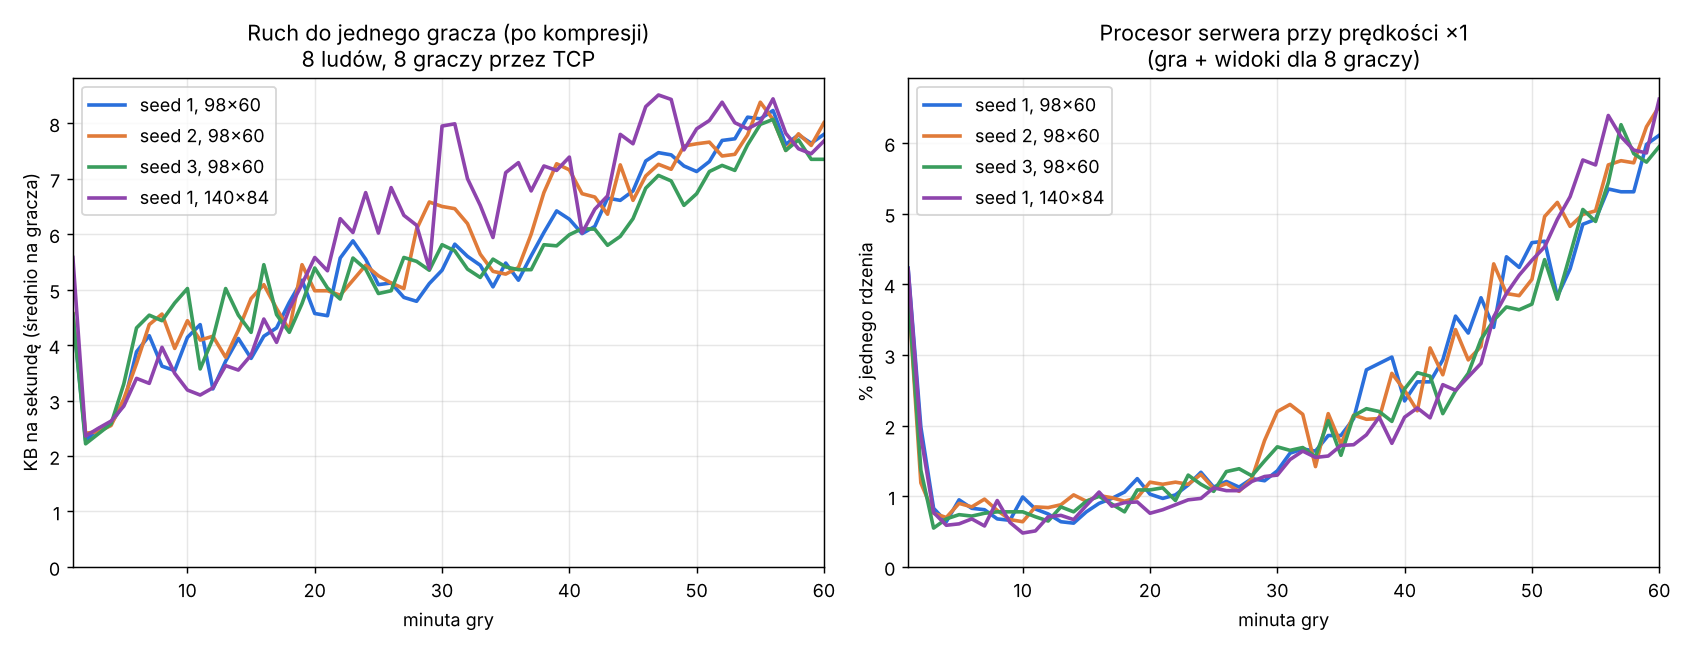 Ruch do jednego gracza (po kompresji)
8 ludów, 8 graczy przez TCP
KB na sekundę (średnio na gracza)
8
7
6
5
4
3
2
1
0
seed 1, 98×60
seed 2, 98×60
seed 3, 98×60
seed 1, 140×84
10 20 30 40 50 60
minuta gry
Procesor serwera przy prędkości ×1
(gra + widoki dla 8 graczy)
% jednego rdzenia
6
5
4
3
2
1
0
seed 1, 98×60
seed 2, 98×60
seed 3, 98×60
seed 1, 140×84
10 20 30 40 50 60
minuta gry